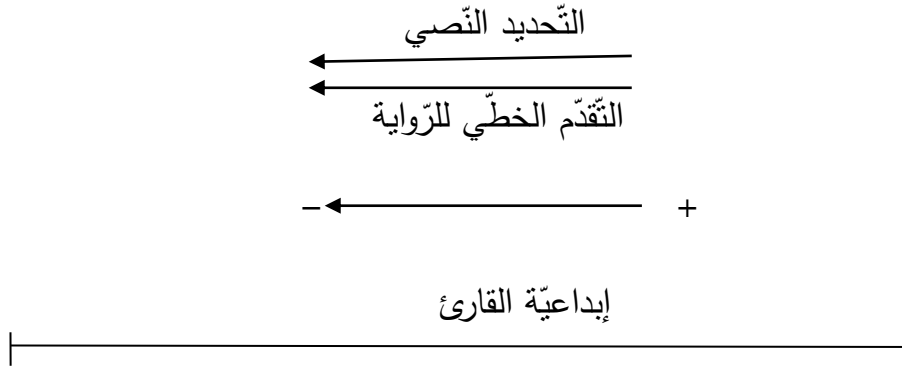 التّحديد النّصي
التّقدّم الخطّي للرّواية
+ –
إبداعيّة القارئ